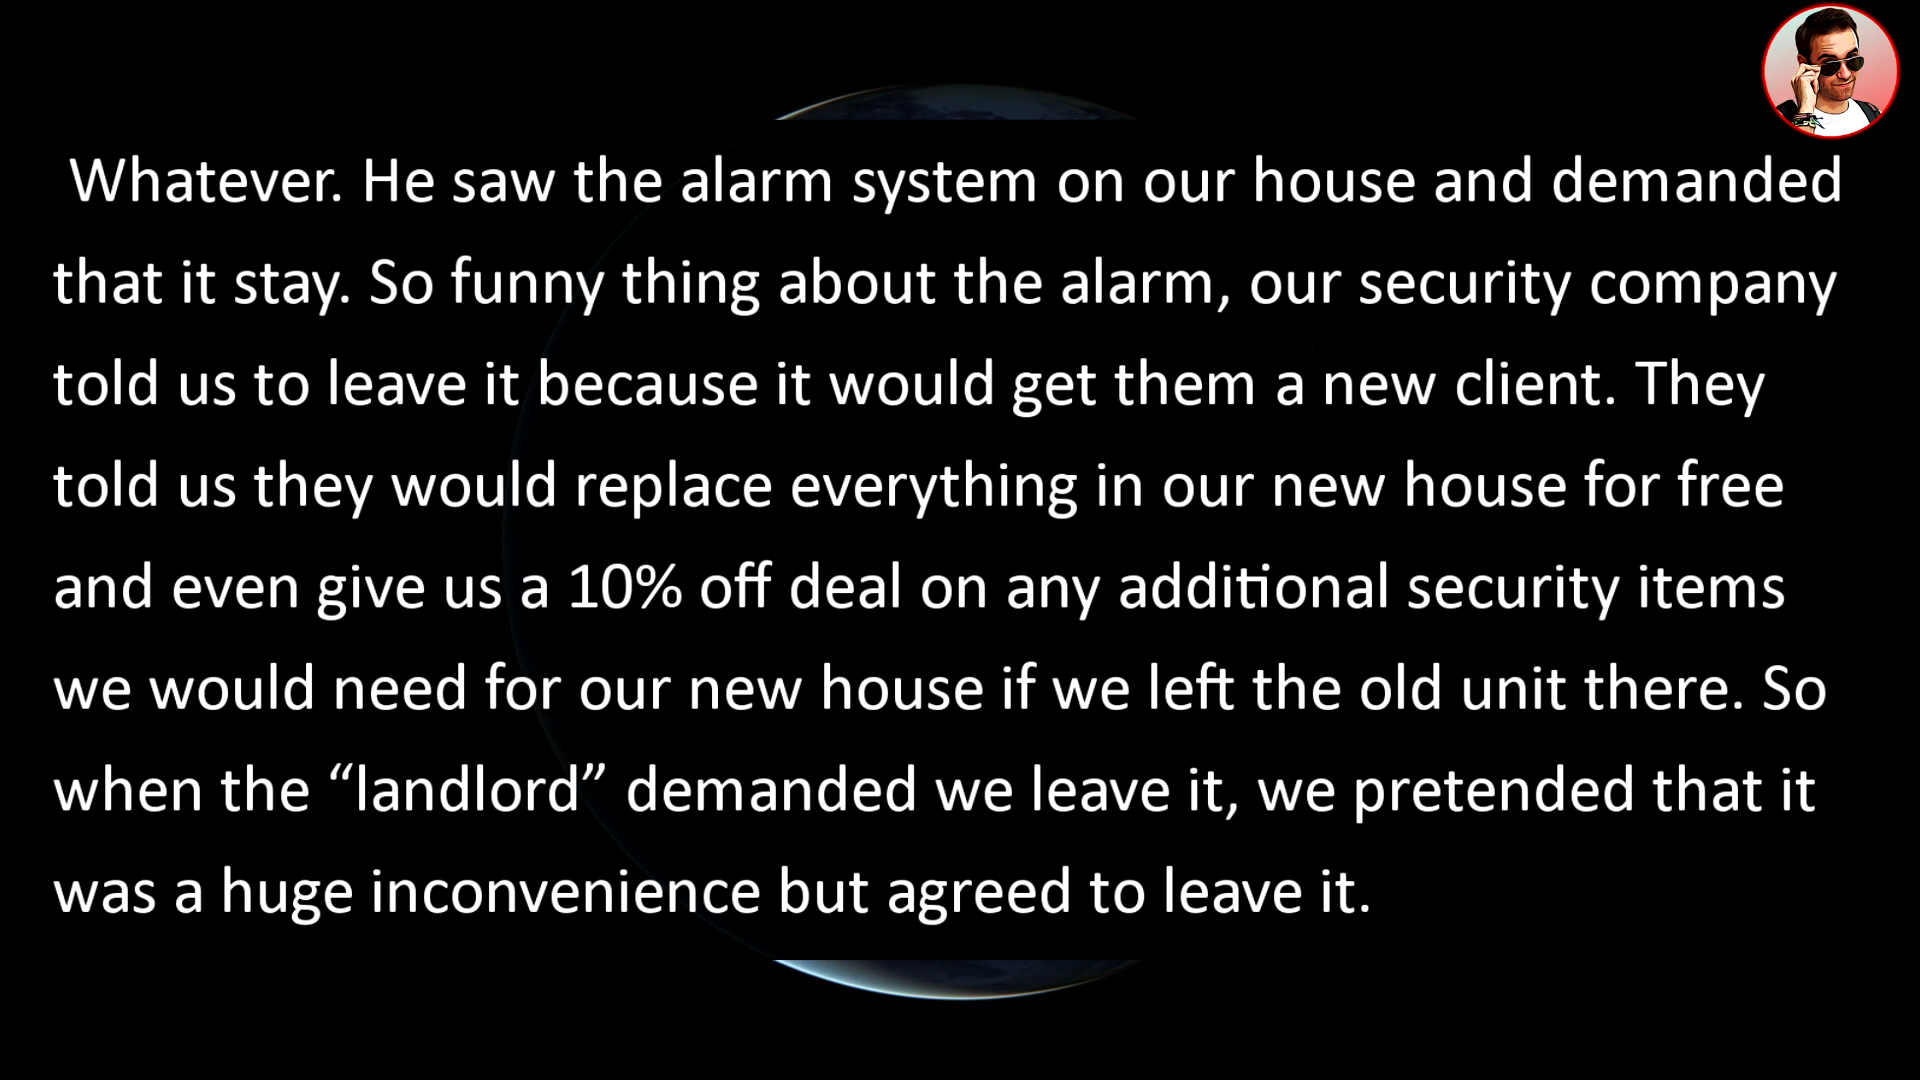 Whatever. He saw the alarm system on our house and demanded
that it stay. So funny thing about the alarm, our security company
told us to leave it because it would get them a new client. They
told us they would replace everything in our new house for free
and even give us a 10% off deal on any additional security items
we would need for our new house if we left the old unit there. So
when the “landlord” demanded we leave it, we pretended that it
was a huge inconvenience but agreed to leave it.